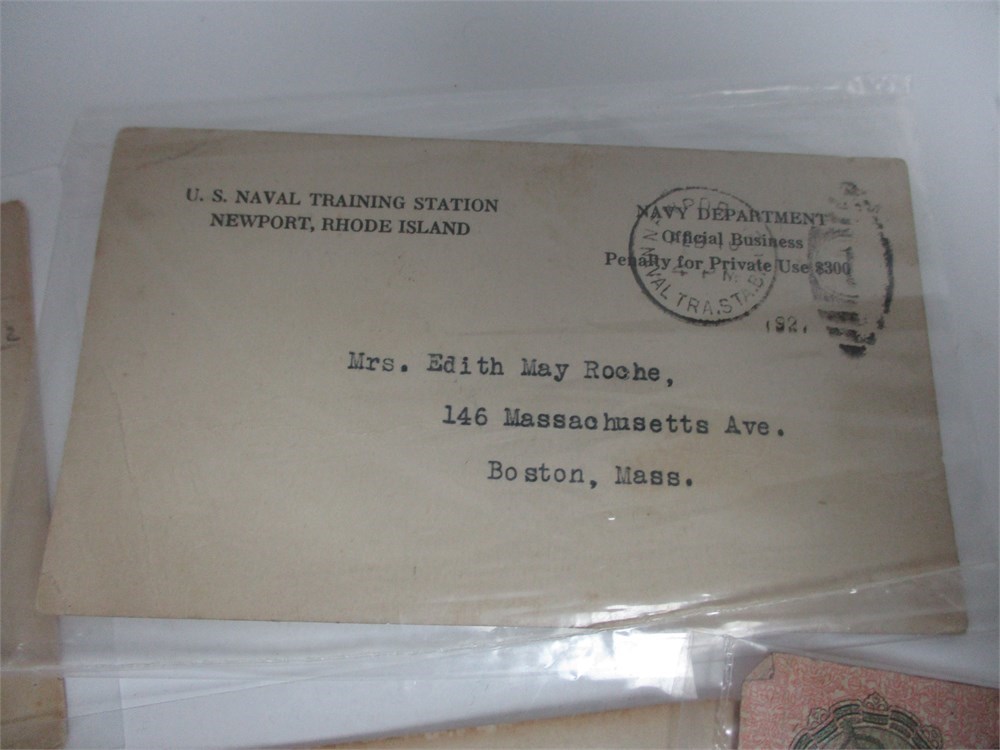 U. S. NAVAL TRAINING STATION
NEWPORT, RHODE ISLAND
NAVY DEPARTMENT
Official Business
Penalty for Private Use $300
NAVAL TRA.STA.
192
Mrs. Edith May Roche,
146 Massachusetts Ave.
Boston, Mass.